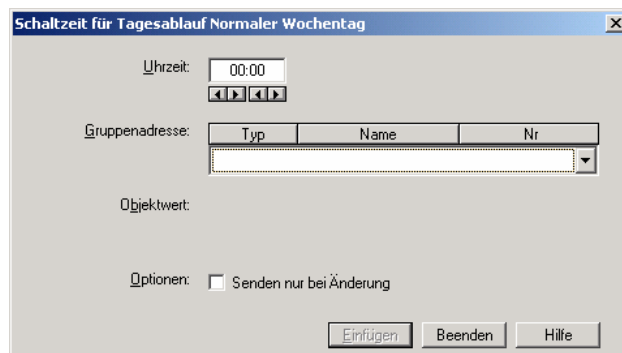 Schaltzeit für Tagesablauf Normaler Wochentag
Uhrzeit: 00:00
Gruppenadresse: Typ Name Nr
Objektwert:
Optionen: Senden nur bei Änderung
Einfügen Beenden Hilfe